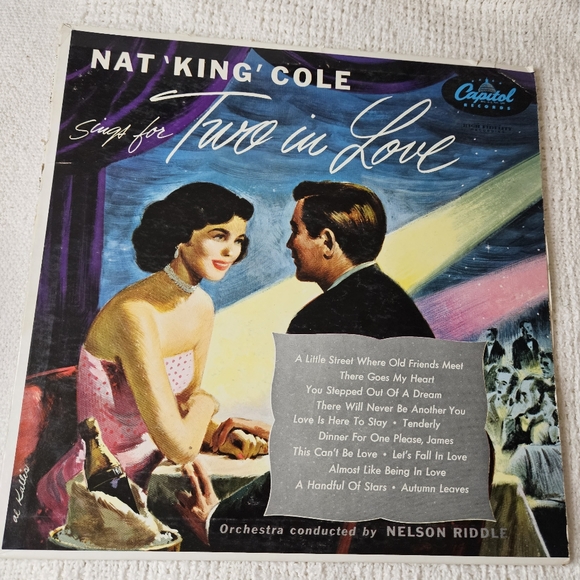 NAT 'KING' COLE
Sings for Two in Love
Capitol
RECORDS
A Little Street Where Old Friends Meet
There Goes My Heart
You Stepped Out Of A Dream
There Will Never Be Another You
Love Is Here To Stay • Tenderly
Dinner For One Please, James
This Can't Be Love • Let's Fall In Love
Almost Like Being In Love
A Handful Of Stars • Autumn Leaves
al Kallis
Orchestra conducted by NELSON RIDDLE